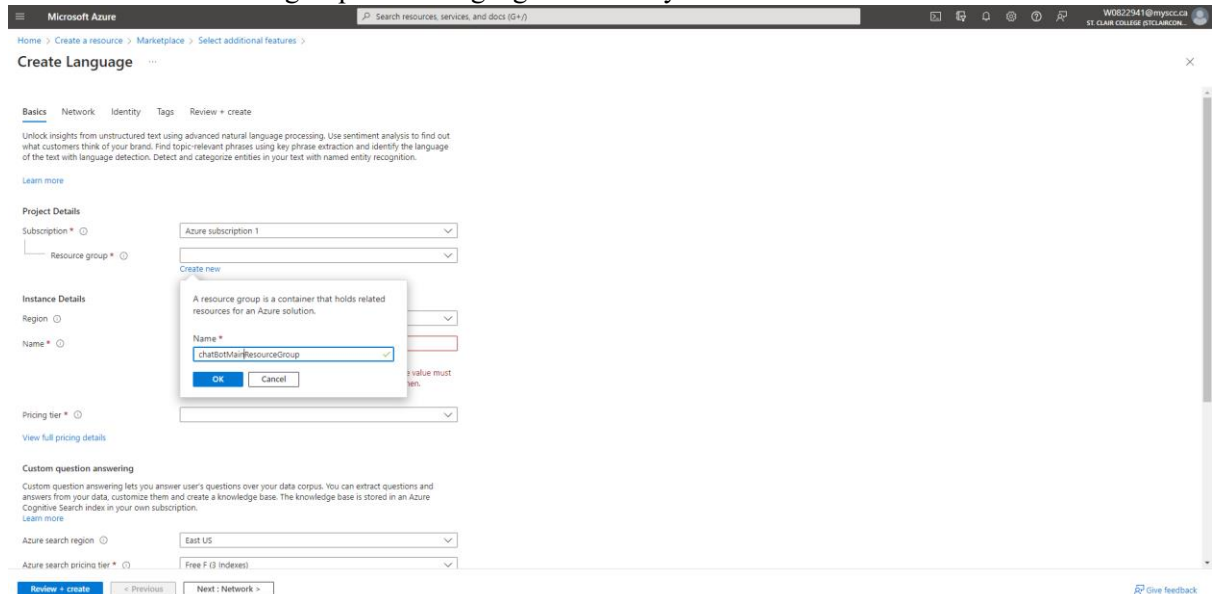 Microsoft Azure
Search resources, services, and docs (G+/)
W0822941@myscc.ca
ST. CLAIR COLLEGE (STCLAIRCON...
Home > Create a resource > Marketplace > Select additional features >
Create Language ...
Basics Network Identity Tags Review + create
Unlock insights from unstructured text using advanced natural language processing. Use sentiment analysis to find out
what customers think of your brand. Find topic-relevant phrases using key phrase extraction and identify the language
of the text with language detection. Detect and categorize entities in your text with named entity recognition.
Learn more
Project Details
Subscription * Azure subscription 1
Resource group *
Create new
A resource group is a container that holds related
resources for an Azure solution.
Name *
chatBotMainResourceGroup
OK Cancel
Instance Details
Region
Name *
e value must
hen.
Pricing tier *
View full pricing details
Custom question answering
Custom question answering lets you answer user's questions over your data corpus. You can extract questions and
answers from your data, customize them and create a knowledge base. The knowledge base is stored in an Azure
Cognitive Search index in your own subscription.
Learn more
Azure search region East US
Azure search pricing tier * Free F (3 Indexes)
Review + create < Previous Next : Network >
Give feedback